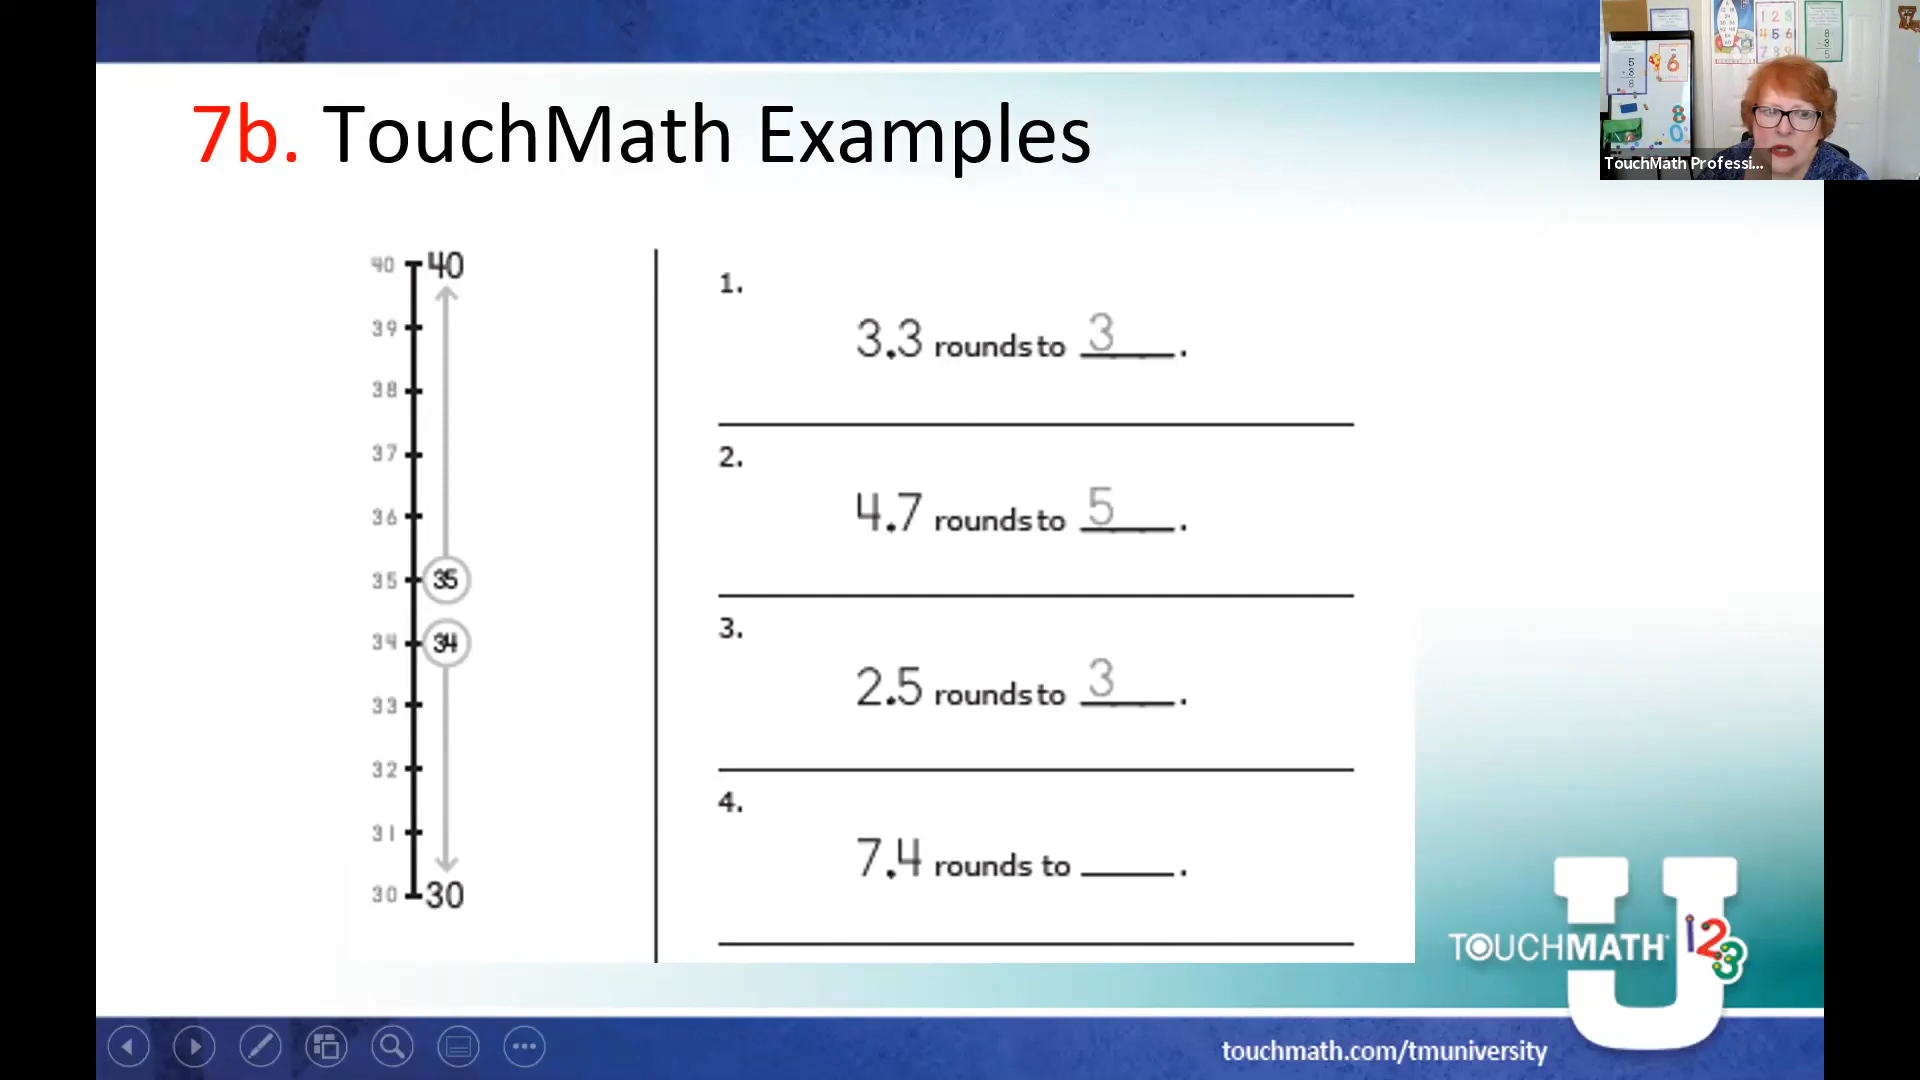 7b. TouchMath Examples
TouchMath Professi...
40 40
39
38
37
36
35 35
34 34
33
32
31
30 30
1.
3.3 rounds to 3.
2.
4.7 rounds to 5.
3.
2.5 rounds to 3.
4.
7.4 rounds to ____.
TOUCHMATH 123
U
touchmath.com/tmuniversity